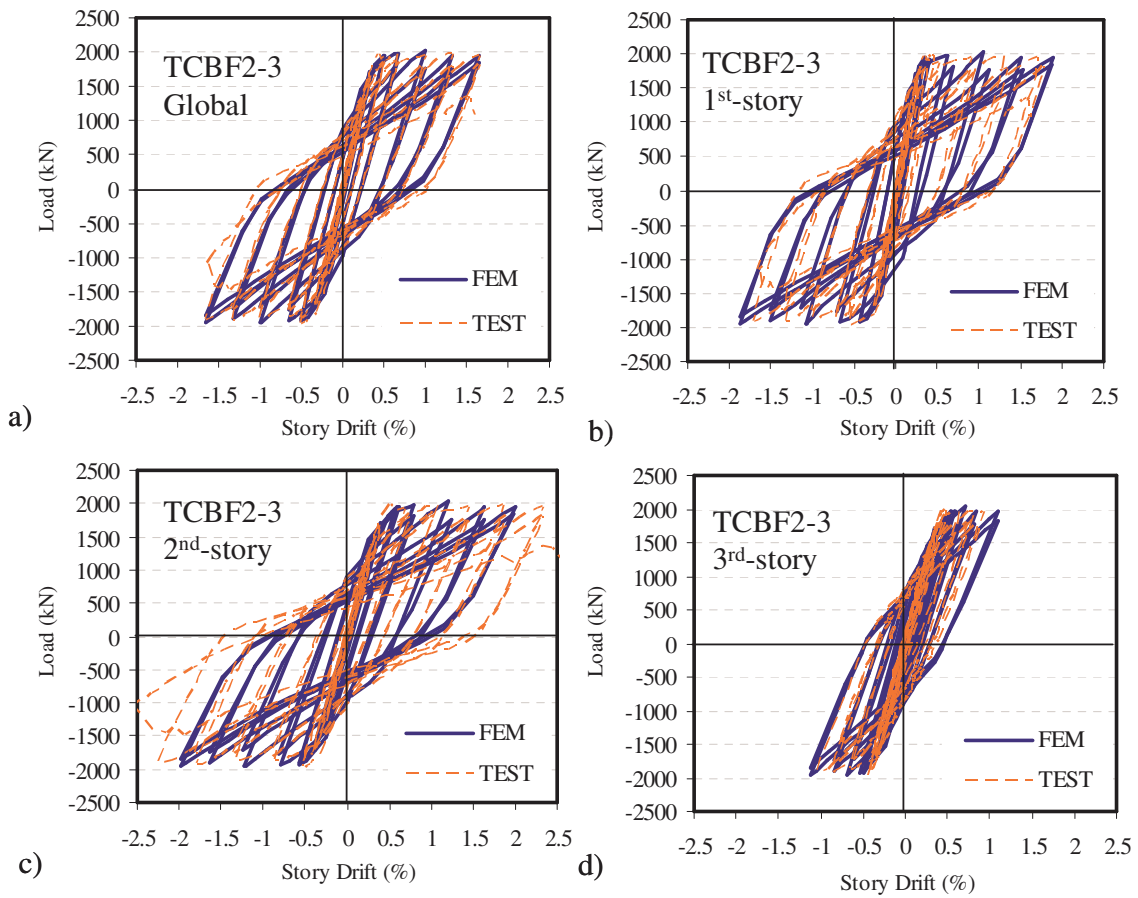 2500
2000
1500
1000
500
0
-500
-1000
-1500
-2000
-2500
Load (kN)
TCBF2-3
Global
FEM
TEST
-2.5 -2 -1.5 -1 -0.5 0 0.5 1 1.5 2 2.5
Story Drift (%)
a)
2500
2000
1500
1000
500
0
-500
-1000
-1500
-2000
-2500
Load (kN)
TCBF2-3
1st-story
FEM
TEST
-2.5 -2 -1.5 -1 -0.5 0 0.5 1 1.5 2 2.5
Story Drift (%)
b)
2500
2000
1500
1000
500
0
-500
-1000
-1500
-2000
-2500
Load (kN)
TCBF2-3
2nd-story
FEM
TEST
-2.5 -2 -1.5 -1 -0.5 0 0.5 1 1.5 2 2.5
Story Drift (%)
c)
2500
2000
1500
1000
500
0
-500
-1000
-1500
-2000
-2500
Load (kN)
TCBF2-3
3rd-story
FEM
TEST
-2.5 -2 -1.5 -1 -0.5 0 0.5 1 1.5 2 2.5
Story Drift (%)
d)